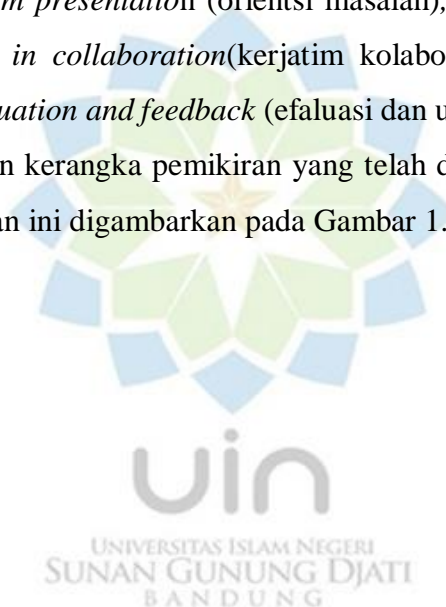 m presentation (orientsi masalah),
in collaboration(kerjatim kolabo
uation and feedback (efaluasi dan u
n kerangka pemikiran yang telah d
an ini digambarkan pada Gambar 1.
uin
UNIVERSITAS ISLAM NEGERI
SUNAN GUNUNG DJATI
BANDUNG